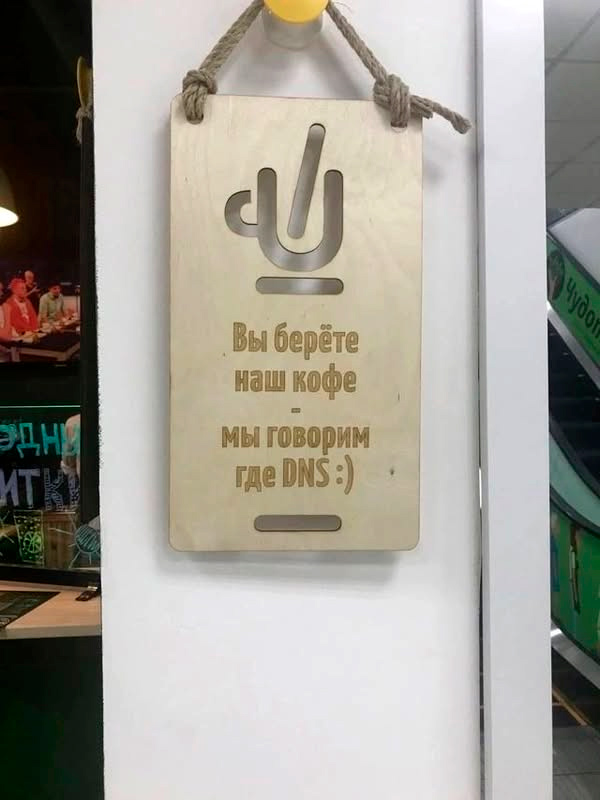 Вы берёте
наш кофе
-
мы говорим
где DNS :)